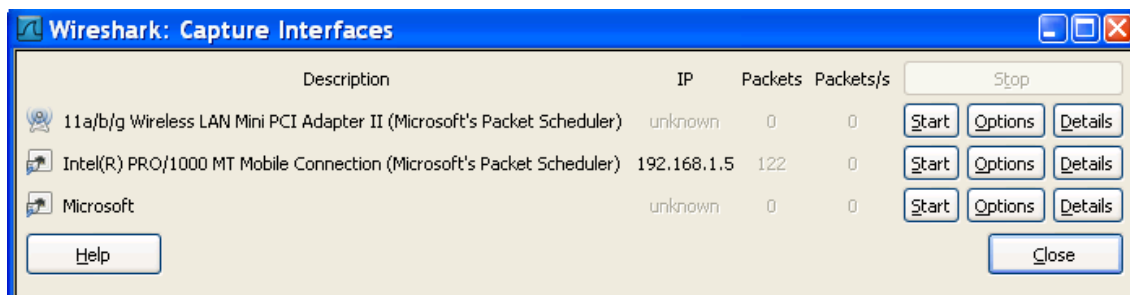 Wireshark: Capture Interfaces
Description IP Packets Packets/s Stop
11a/b/g Wireless LAN Mini PCI Adapter II (Microsoft's Packet Scheduler) unknown 0 0 Start Options Details
Intel(R) PRO/1000 MT Mobile Connection (Microsoft's Packet Scheduler) 192.168.1.5 122 0 Start Options Details
Microsoft unknown 0 0 Start Options Details
Help Close